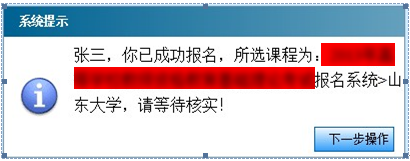 系统提示
张三，你已成功报名，所选课程为：
报名系统>山
东大学，请等待核实！
下一步操作